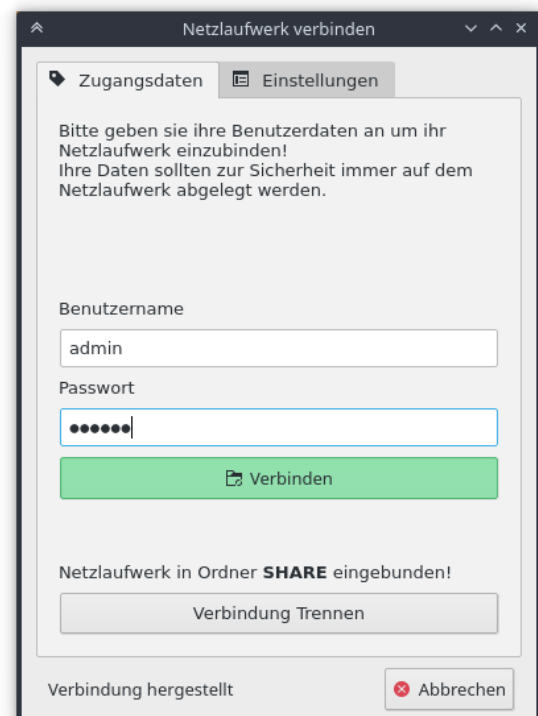 Netzlaufwerk verbinden
Zugangsdaten
Einstellungen
Bitte geben sie ihre Benutzerdaten an um ihr
Netzlaufwerk einzubinden!
Ihre Daten sollten zur Sicherheit immer auf dem
Netzlaufwerk abgelegt werden.
Benutzername
admin
Passwort
●●●●●●
Verbinden
Netzlaufwerk in Ordner SHARE eingebunden!
Verbindung Trennen
Verbindung hergestellt
Abbrechen